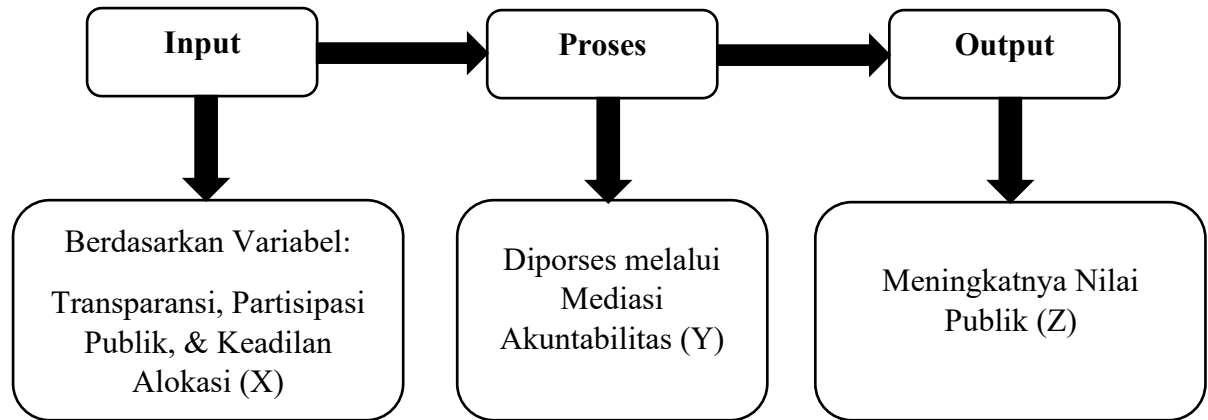 Input
Proses
Output
Berdasarkan Variabel:
Transparansi, Partisipasi
Publik, & Keadilan
Alokasi (X)
Diporses melalui
Mediasi
Akuntabilitas (Y)
Meningkatnya Nilai
Publik (Z)